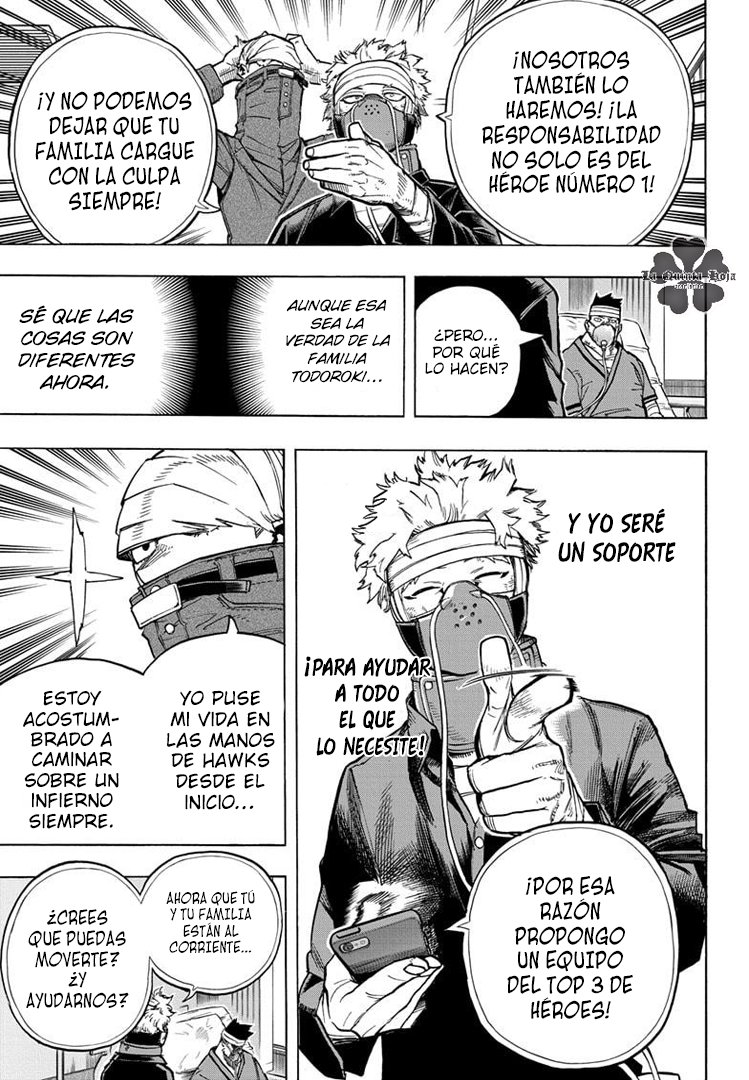 ¡NOSOTROS
TAMBIÉN LO
HAREMOS! ¡LA
RESPONSABILIDAD
NO SOLO ES DEL
HÉROE NÚMERO 1!
¡Y NO PODEMOS
DEJAR QUE TU
FAMILIA CARGUE
CON LA CULPA
SIEMPRE!
La Quinta Hoja
¿PERO...
POR QUÉ
LO HACEN?
AUNQUE ESA
SEA LA
VERDAD DE LA
FAMILIA
TODOROKI...
SÉ QUE LAS
COSAS SON
DIFERENTES
AHORA.
Y YO SERÉ
UN SOPORTE
¡PARA AYUDAR
A TODO
EL QUE
LO NECESITE!
¡POR ESA
RAZÓN
PROPONGO
UN EQUIPO
DEL TOP 3 DE
HÉROES!
YO PUSE
MI VIDA EN
LAS MANOS
DE HAWKS
DESDE EL
INICIO...
ESTOY
ACOSTUM-
BRADO A
CAMINAR
SOBRE UN
INFIERNO
SIEMPRE.
AHORA QUE TÚ
Y TU FAMILIA
ESTÁN AL
CORRIENTE...
¿CREES
QUE PUEDAS
MOVERTE?
¿Y
AYUDARNOS?